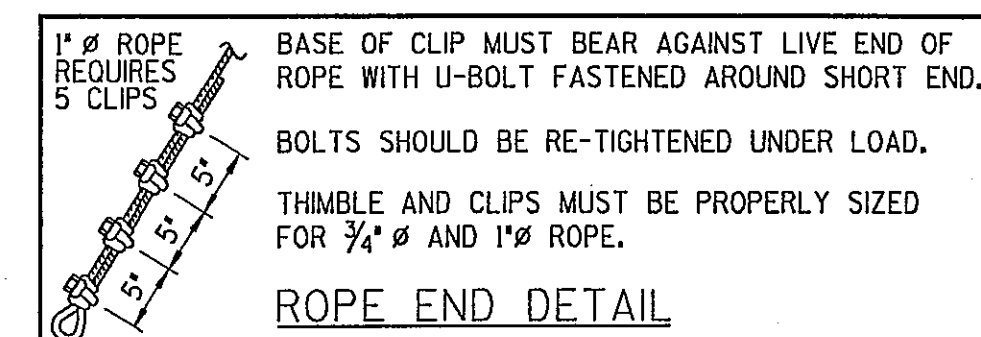 1" Ø ROPE
REQUIRES
5 CLIPS
BASE OF CLIP MUST BEAR AGAINST LIVE END OF
ROPE WITH U-BOLT FASTENED AROUND SHORT END.
BOLTS SHOULD BE RE-TIGHTENED UNDER LOAD.
THIMBLE AND CLIPS MUST BE PROPERLY SIZED
FOR ¾" Ø AND 1"Ø ROPE.
5"
5"
5"
ROPE END DETAIL